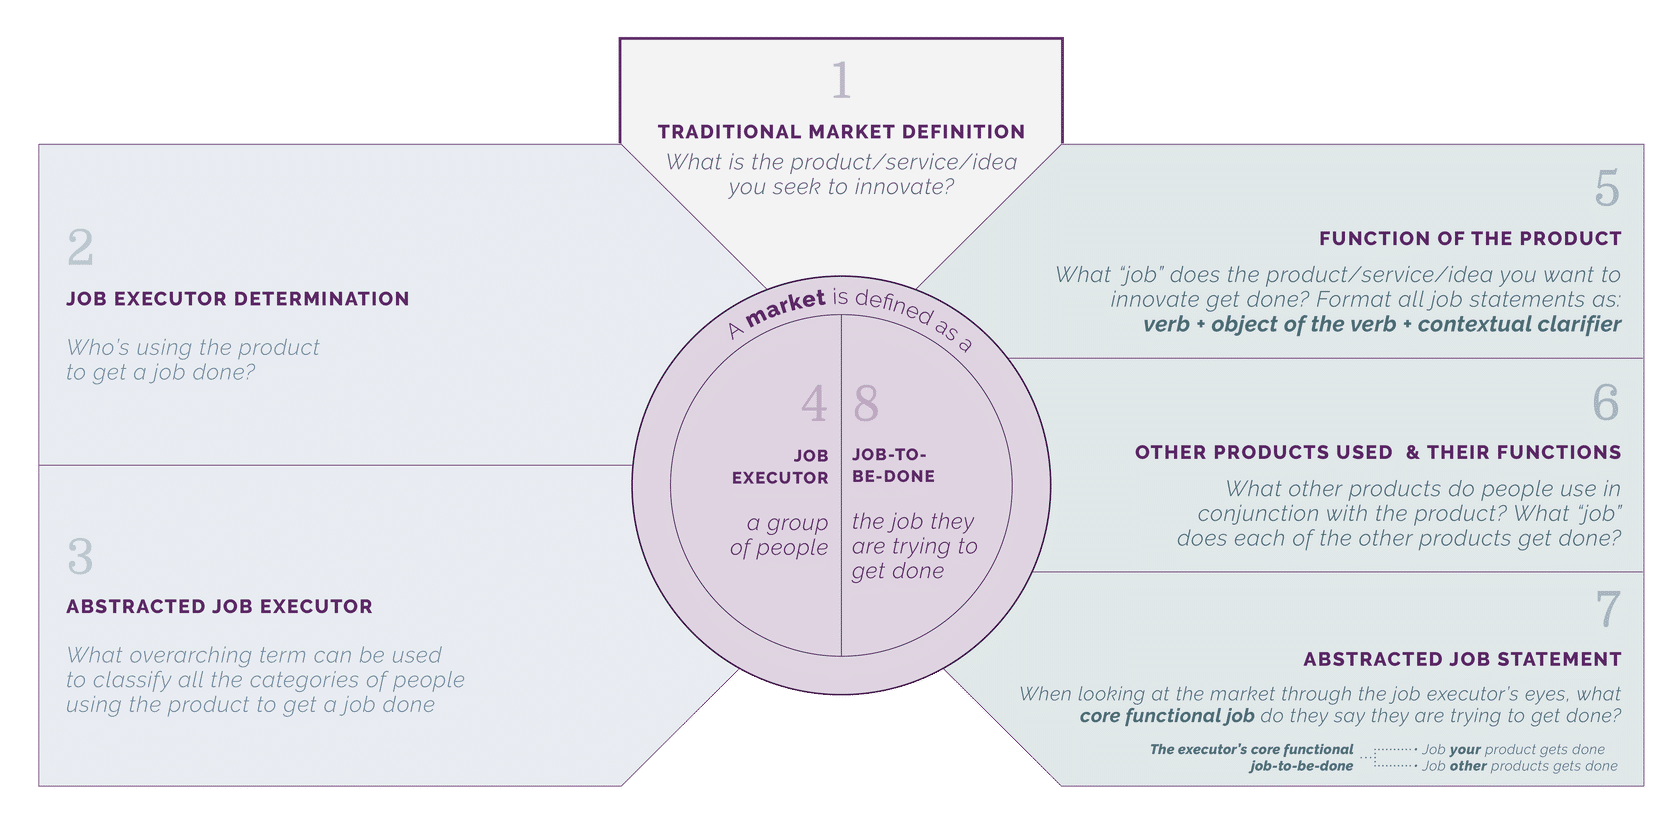 1
TRADITIONAL MARKET DEFINITION
What is the product/service/idea
you seek to innovate?
2
JOB EXECUTOR DETERMINATION
Who's using the product
to get a job done?
3
ABSTRACTED JOB EXECUTOR
What overarching term can be used
to classify all the categories of people
using the product to get a job done
A market is defined as a
4
JOB
EXECUTOR
a group
of people
8
JOB-TO-
BE-DONE
the job they
are trying to
get done
5
FUNCTION OF THE PRODUCT
What “job” does the product/service/idea you want to
innovate get done? Format all job statements as:
verb + object of the verb + contextual clarifier
6
OTHER PRODUCTS USED & THEIR FUNCTIONS
What other products do people use in
conjunction with the product? What “job”
does each of the other products get done?
7
ABSTRACTED JOB STATEMENT
When looking at the market through the job executor's eyes, what
core functional job do they say they are trying to get done?
The executor's core functional
job-to-be-done
Job your product gets done
Job other products gets done